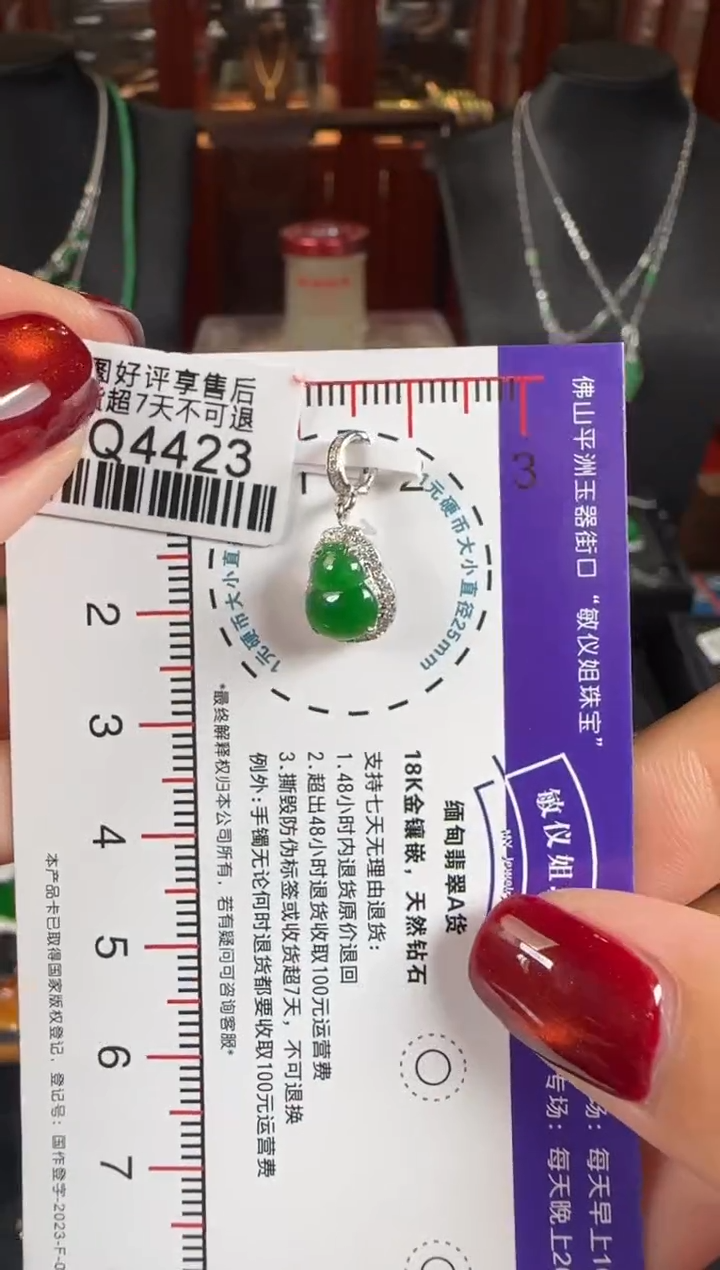 图好评享售后
超7天不可退
Q4423
3
1元硬币大小直径25mm
1元硬币大小直
2
3
4
5
6
7
佛山平洲玉器街口“敏仪姐珠宝”
敏仪姐
缅甸翡翠A货
18K金镶嵌，天然钻石
支持七天无理由退货：
1.48小时内退货原价退回
2.超出48小时退货收取100元运营费
3.撕毁防伪标签或收货超7天，不可退换
例外：手镯无论何时退货都要收取100元运营费
*最终解释权归本公司所有，若有疑问可咨询客服*
本产品卡已取得国家版权登记，登记号：国作登字-2023-F-0
场：每天早上1
专场：每天晚上2